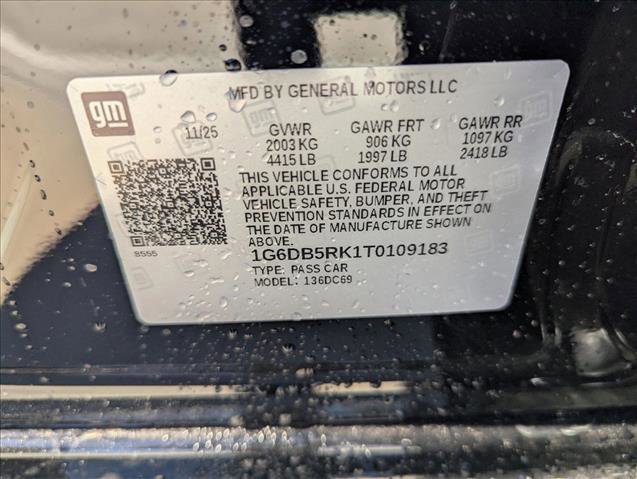 MFD BY GENERAL MOTORS LLC
gm
11/25 GVWR GAWR FRT GAWR RR
2003 KG 906 KG 1097 KG
4415 LB 1997 LB 2418 LB
THIS VEHICLE CONFORMS TO ALL
APPLICABLE U.S. FEDERAL MOTOR
VEHICLE SAFETY, BUMPER, AND THEFT
PREVENTION STANDARDS IN EFFECT ON
THE DATE OF MANUFACTURE SHOWN
ABOVE.
8555
1G6DB5RK1T0109183
TYPE: PASS CAR
MODEL: 136DC69